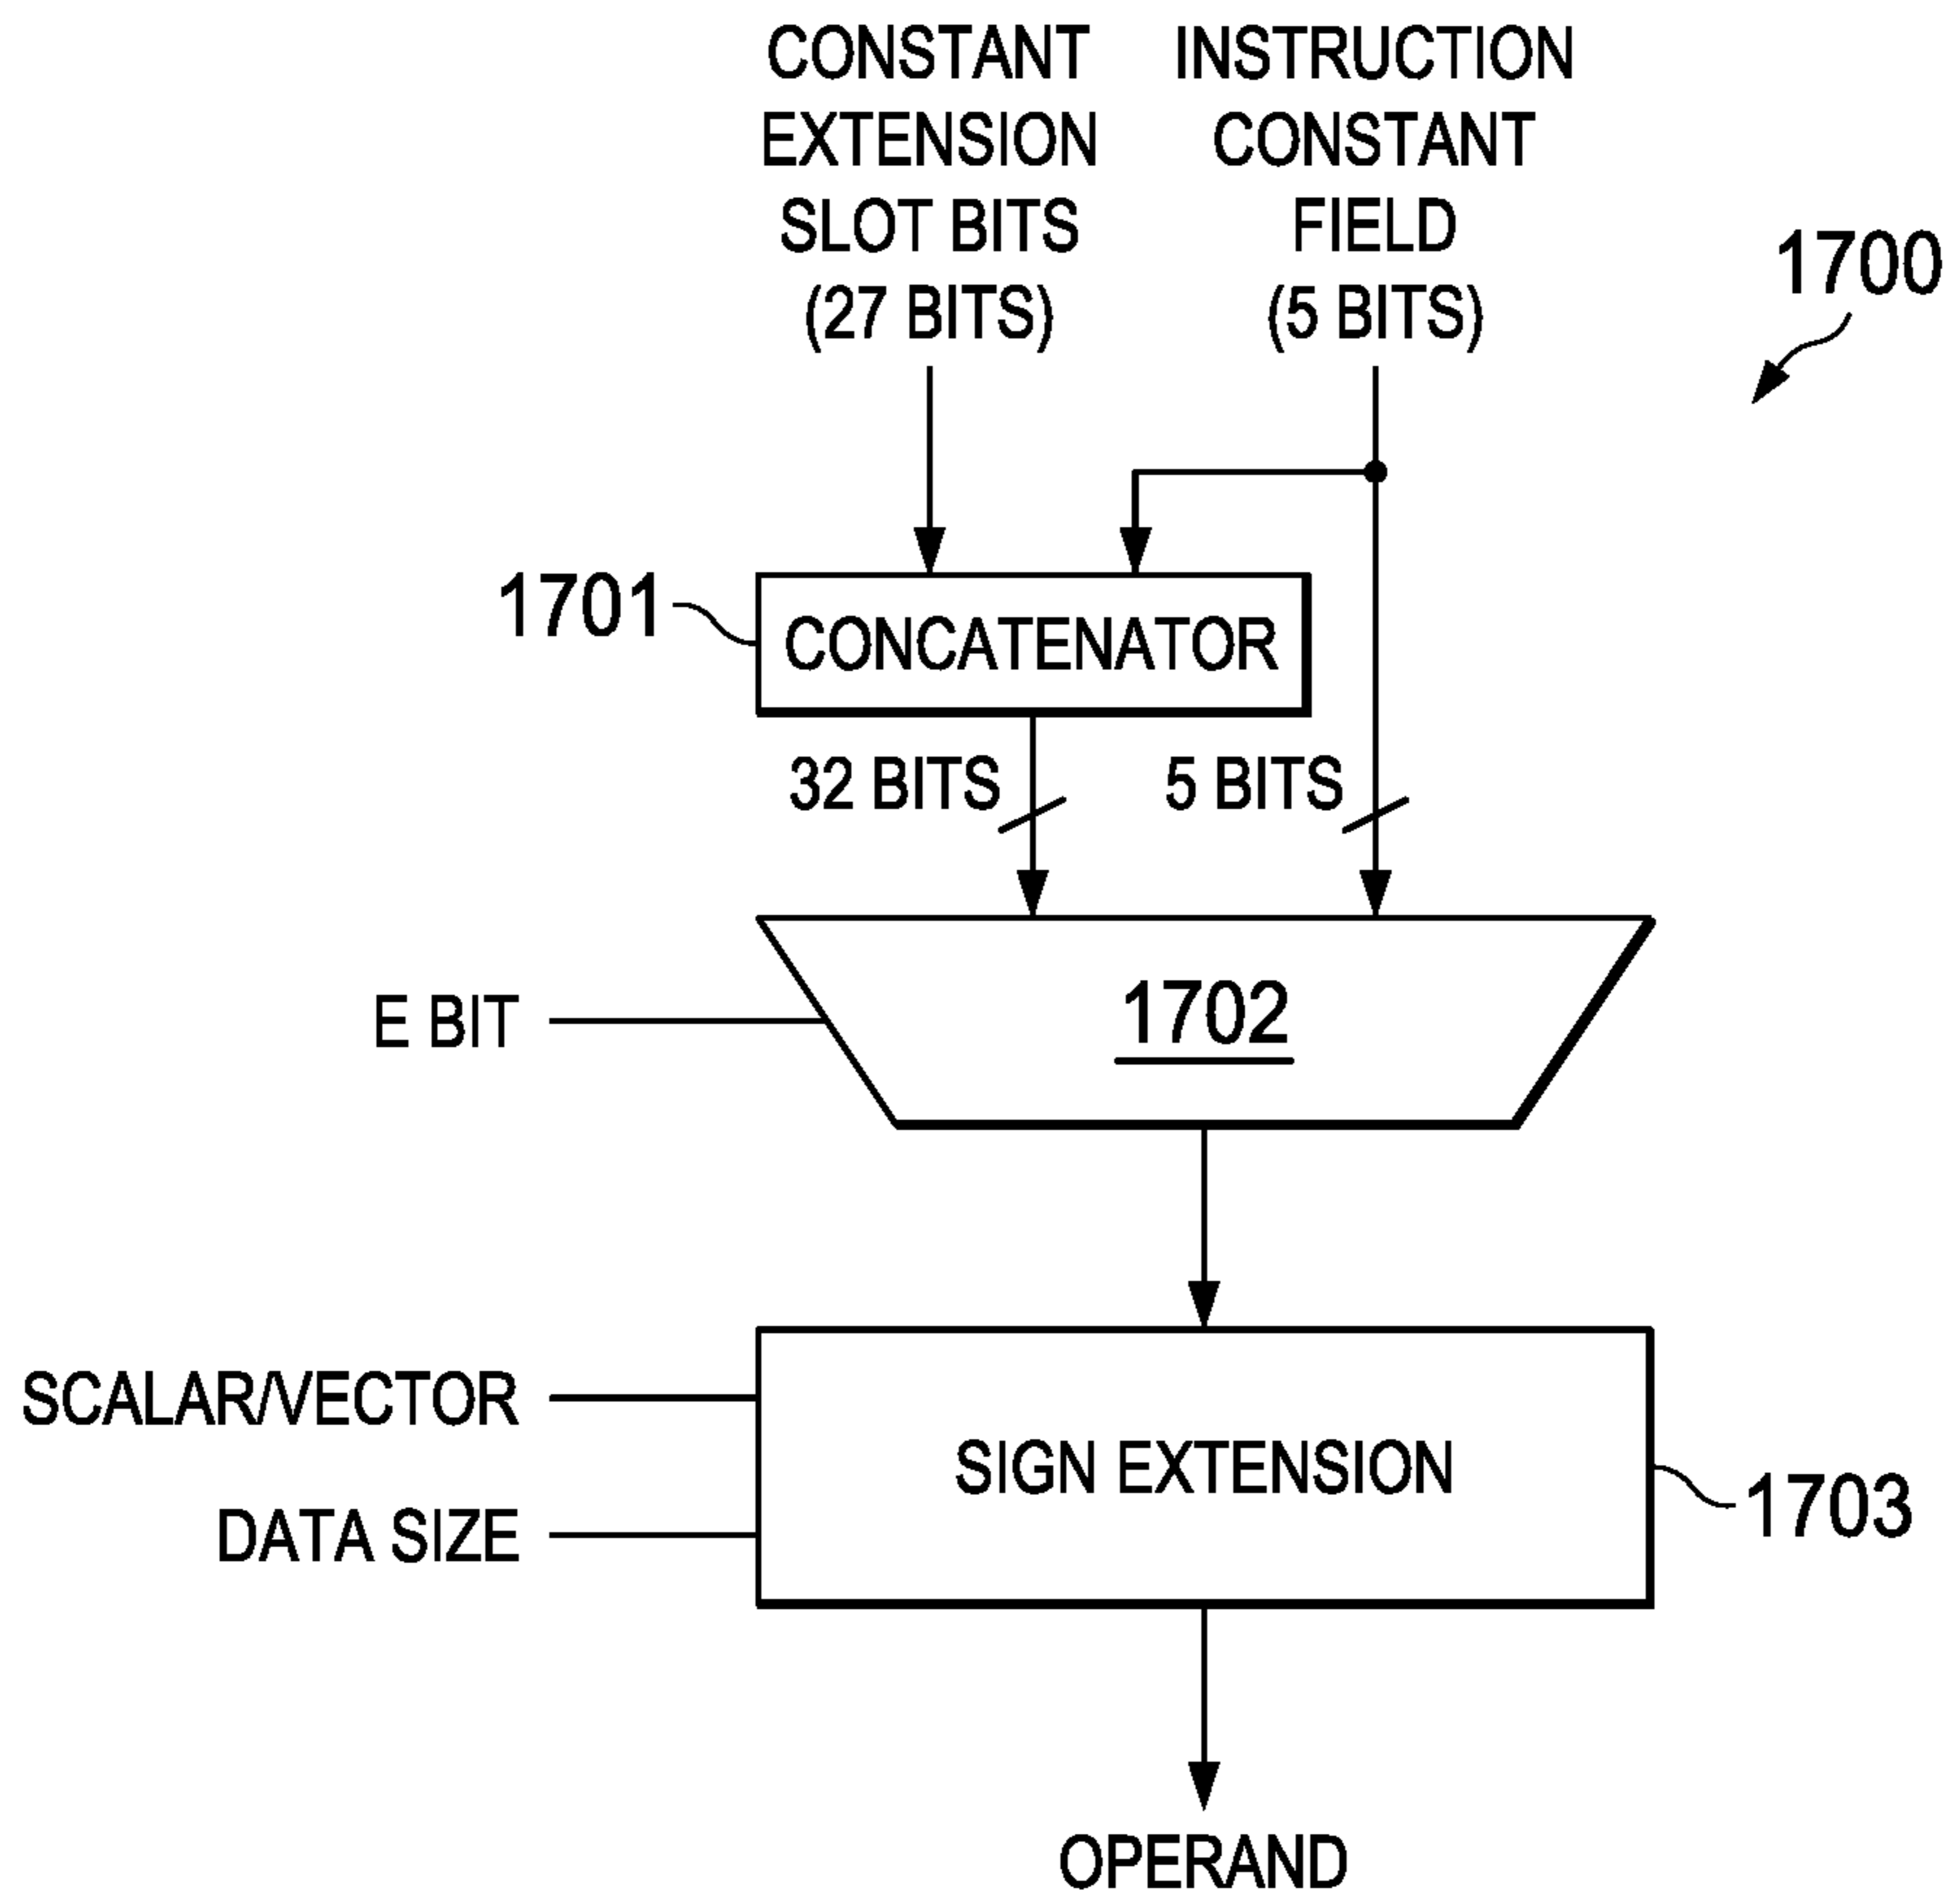 CONSTANT
EXTENSION
SLOT BITS
(27 BITS)
INSTRUCTION
CONSTANT
FIELD
(5 BITS)
1700
1701
CONCATENATOR
32 BITS
5 BITS
E BIT
1702
SCALAR/VECTOR
DATA SIZE
SIGN EXTENSION
1703
OPERAND